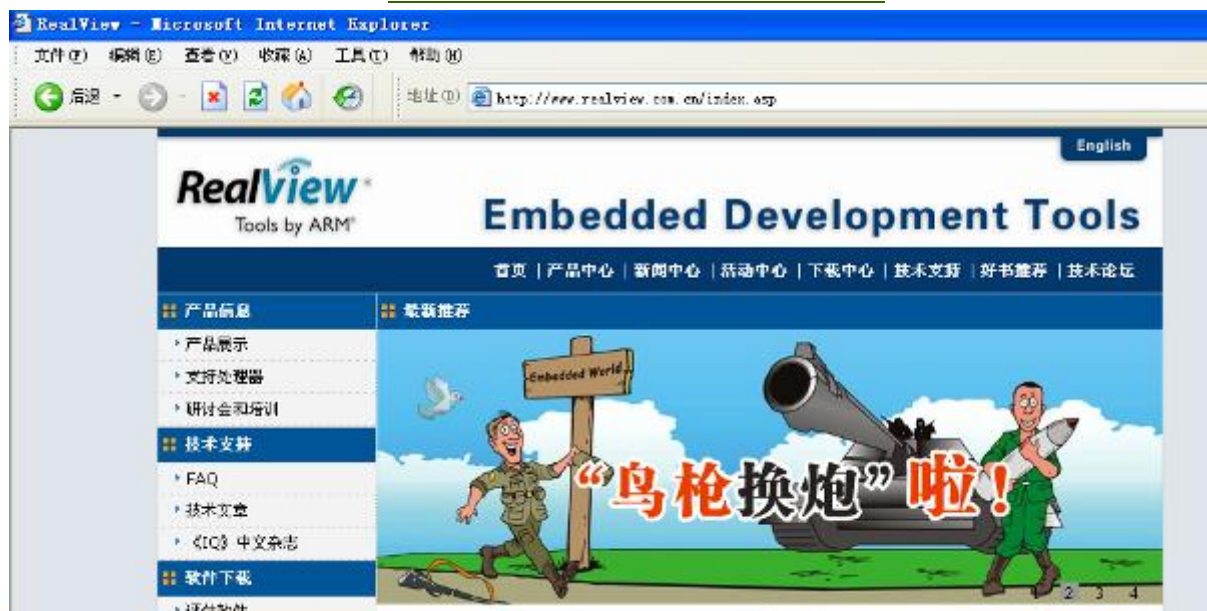 RealView - Microsoft Internet Explorer
文件(F) 编辑(E) 查看(V) 收藏(A) 工具(T) 帮助(H)
后退 地址(D) http://www.realview.com.cn/index.asp
English
RealView
Tools by ARM®
Embedded Development Tools
首页 | 产品中心 | 新闻中心 | 活动中心 | 下载中心 | 技术支持 | 好书推荐 | 技术论坛
产品信息
最新推荐
产品展示
支持处理器
研讨会和培训
技术支持
FAQ
技术文章
《IQ》中文杂志
软件下载
评估软件
Embedded World
“鸟枪换炮”啦!
1 2 3 4